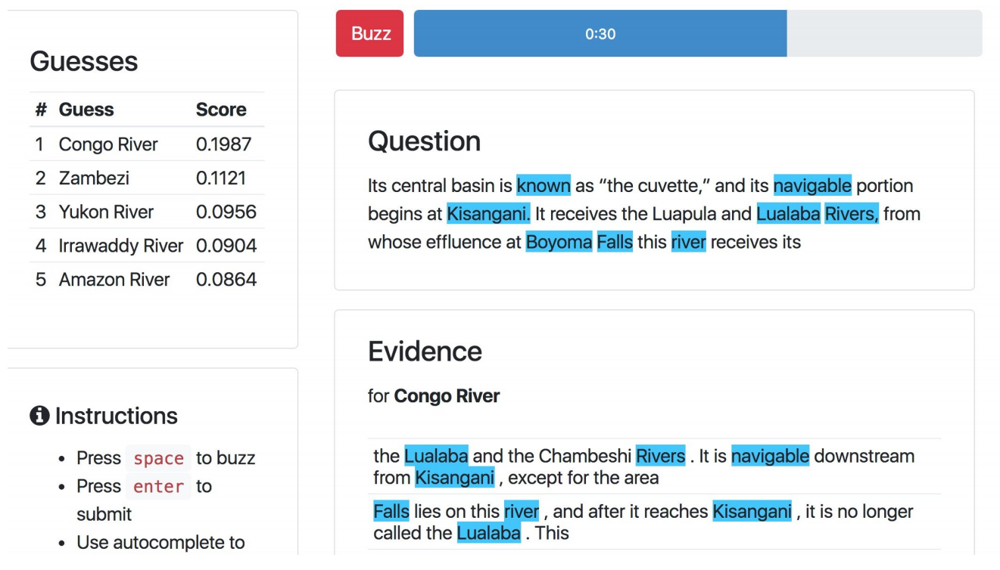 Guesses
# Guess Score
1 Congo River 0.1987
2 Zambezi 0.1121
3 Yukon River 0.0956
4 Irrawaddy River 0.0904
5 Amazon River 0.0864
Instructions
• Press space to buzz
• Press enter to
submit
• Use autocomplete to
Buzz
0:30
Question
Its central basin is known as “the cuvette,” and its navigable portion
begins at Kisangani. It receives the Luapula and Lualaba Rivers, from
whose effluence at Boyoma Falls this river receives its
Evidence
for Congo River
the Lualaba and the Chambeshi Rivers . It is navigable downstream
from Kisangani , except for the area
Falls lies on this river , and after it reaches Kisangani , it is no longer
called the Lualaba . This